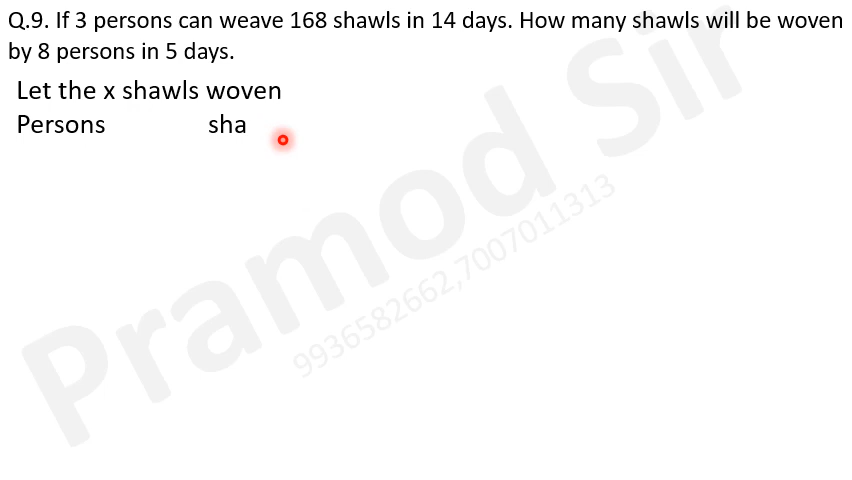 Q.9. If 3 persons can weave 168 shawls in 14 days. How many shawls will be woven
by 8 persons in 5 days.
Let the x shawls woven
Persons sha
Pramod Sir
9936582662,7007011313